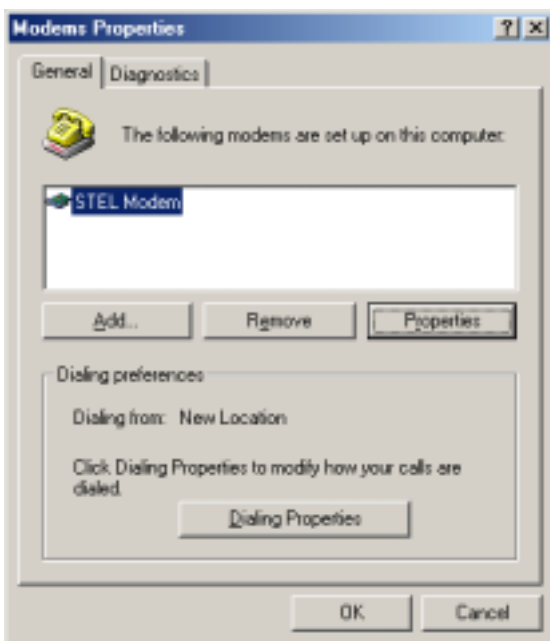 Modems Properties
General
Diagnostics
The following modems are set up on this computer:
STEL Modem
Add...
Remove
Properties
Dialing preferences
Dialing from: New Location
Click Dialing Properties to modify how your calls are
dialed.
Dialing Properties
OK
Cancel